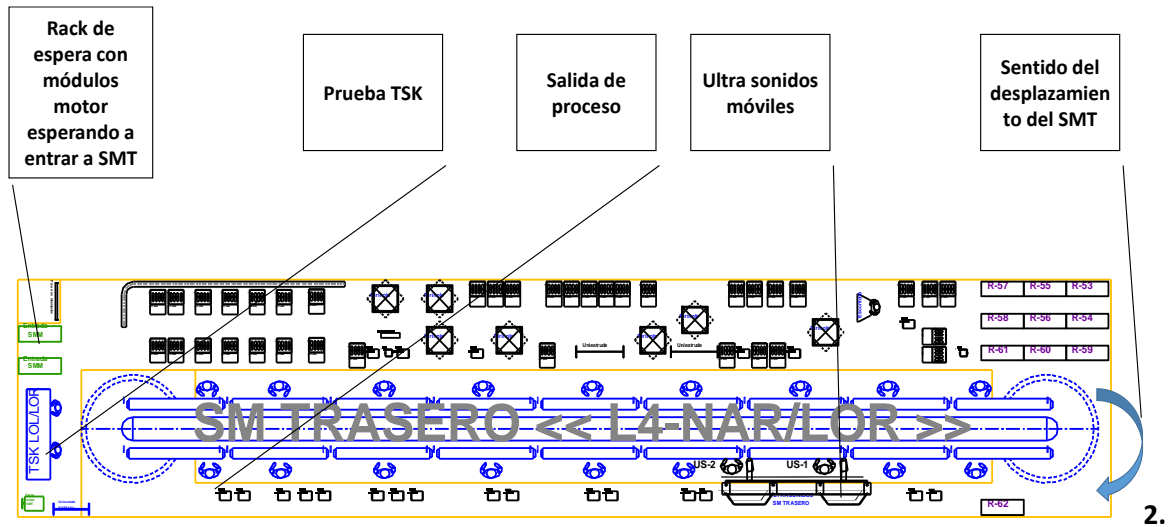 Rack de
espera con
módulos
motor
esperando a
entrar a SMT
Prueba TSK
Salida de
proceso
Ultra sonidos
móviles
Sentido del
desplazamien
to del SMT
R-57 R-55 R-53
Entrada
SMM
R-58 R-56 R-54
Uniestrude Uniestrude
R-61 R-60 R-59
Entrada
SMM
TSK LOL/LOR
SM TRASERO << L4-NAR/LOR >>
US-2 US-1
SM TRASERO
Uniestrude
R-62
2.